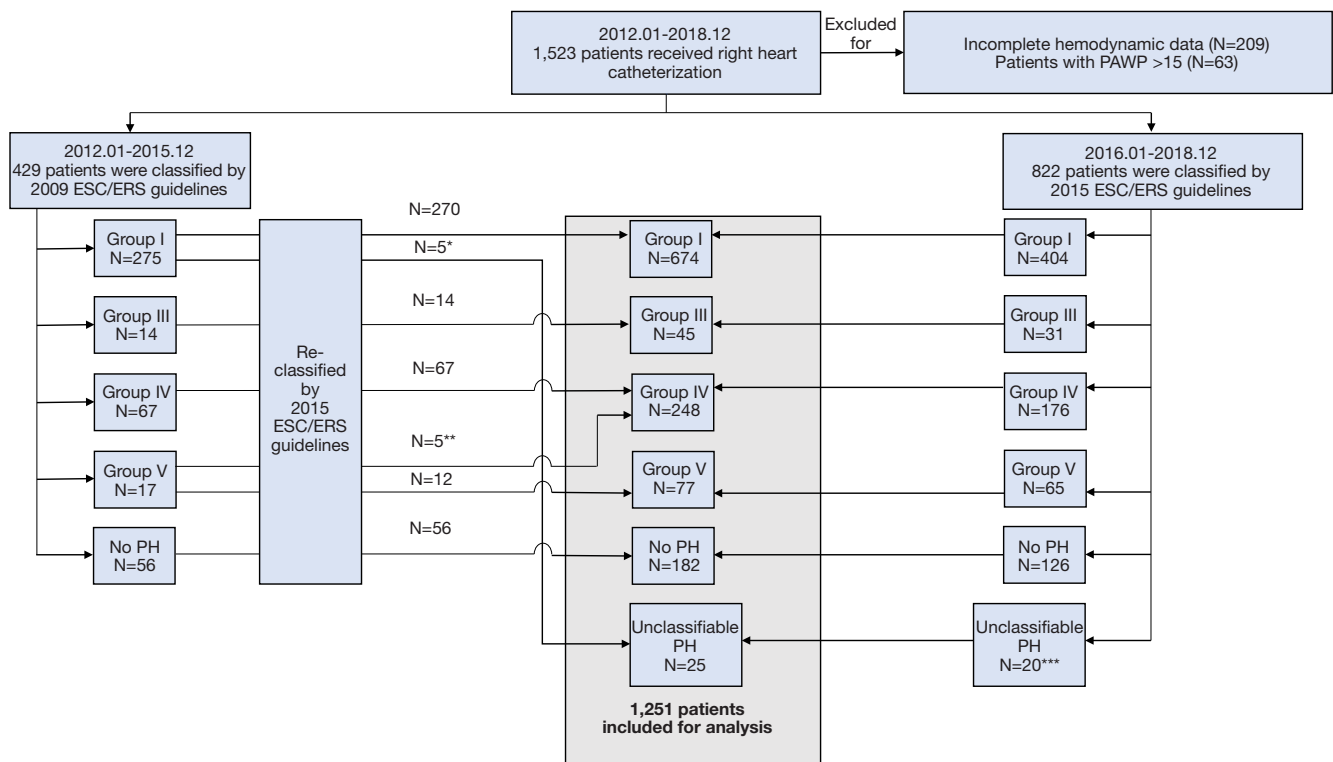 2012.01-2018.12
1,523 patients received right heart
catheterization
Excluded
for
Incomplete hemodynamic data (N=209)
Patients with PAWP >15 (N=63)
2012.01-2015.12
429 patients were classified by
2009 ESC/ERS guidelines
2016.01-2018.12
822 patients were classified by
2015 ESC/ERS guidelines
Group I
N=275
Group III
N=14
Group IV
N=67
Group V
N=17
No PH
N=56
Re-
classified
by
2015
ESC/ERS
guidelines
N=270
N=5*
N=14
N=67
N=5**
N=12
N=56
Group I
N=674
Group III
N=45
Group IV
N=248
Group V
N=77
No PH
N=182
Unclassifiable
PH
N=25
1,251 patients
included for analysis
Group I
N=404
Group III
N=31
Group IV
N=176
Group V
N=65
No PH
N=126
Unclassifiable
PH
N=20***